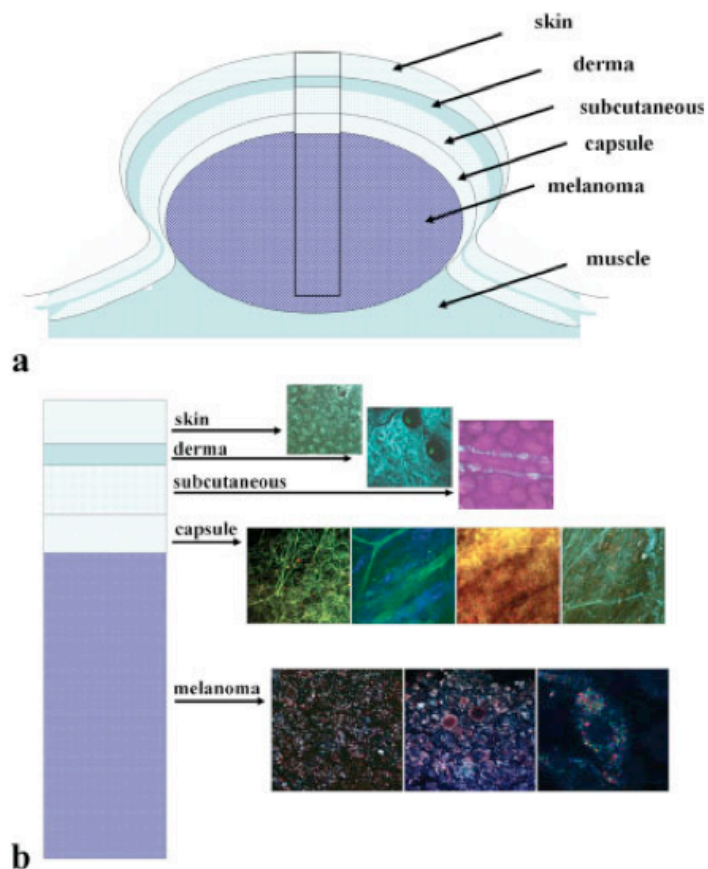 skin
derma
subcutaneous
capsule
melanoma
muscle
a
skin
derma
subcutaneous
capsule
melanoma
b